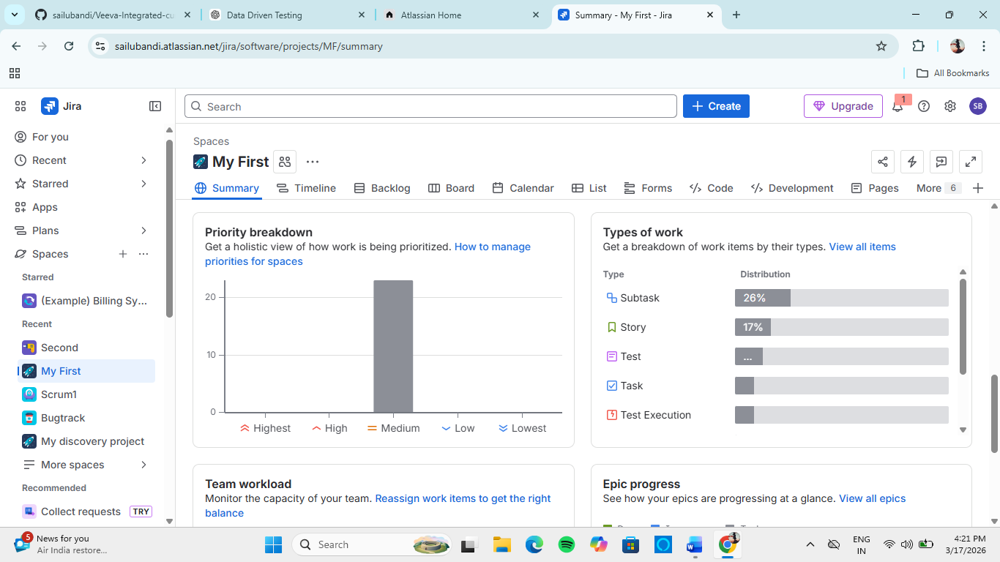 sailubandi/Veeva-Integrated-cu
Data Driven Testing
Atlassian Home
Summary - My First - Jira
sailubandi.atlassian.net/jira/software/projects/MF/summary
All Bookmarks
Jira
Search
Create
Upgrade
1
SB
For you
Recent
Starred
Apps
Plans
Spaces
Starred
(Example) Billing Sy...
Recent
Second
My First
Scrum1
Bugtrack
My discovery project
More spaces
Recommended
Collect requests TRY
Spaces
My First
Summary Timeline Backlog Board Calendar List Forms Code Development Pages More 6
Priority breakdown
Get a holistic view of how work is being prioritized. How to manage
priorities for spaces
20
10
0
Highest High Medium Low Lowest
Types of work
Get a breakdown of work items by their types. View all items
Type Distribution
Subtask 26%
Story 17%
Test ...
Task
Test Execution
Team workload
Monitor the capacity of your team. Reassign work items to get the right
balance
Epic progress
See how your epics are progressing at a glance. View all epics
5
News for you
Air India restore...
Search
ENG
IN
4:21 PM
3/17/2026